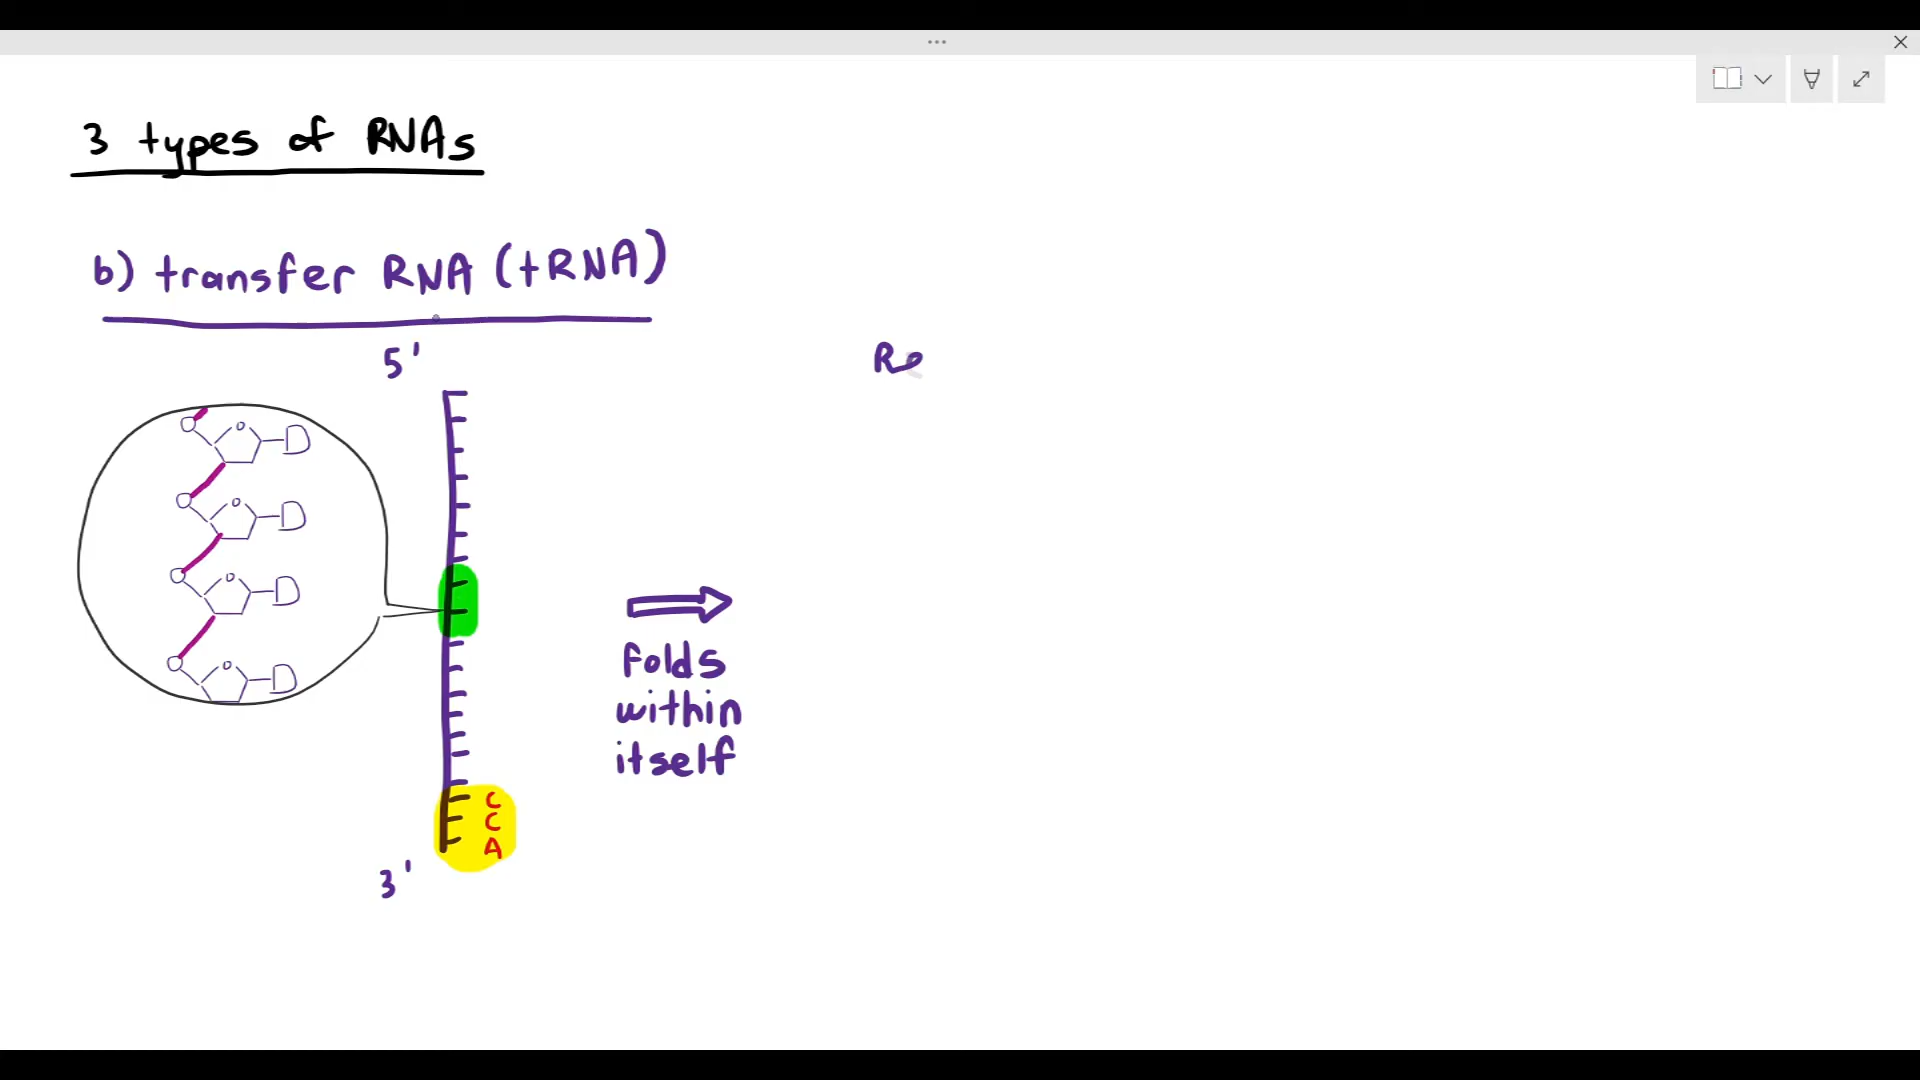 3 types of RNAs
b) transfer RNA (tRNA)
5'
Re
folds
within
itself
C
C
A
3'